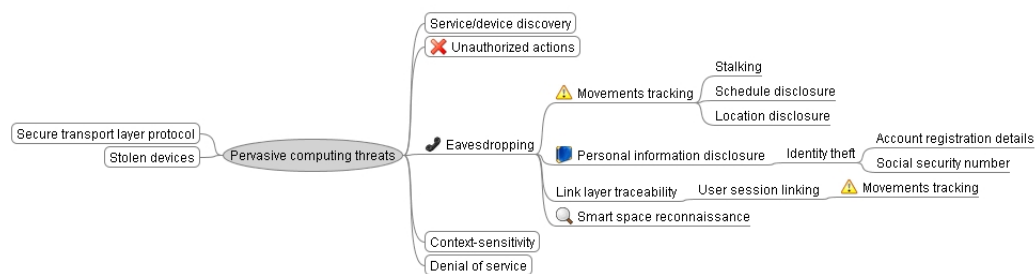 Service/device discovery
Unauthorized actions
Stalking
Movements tracking
Schedule disclosure
Location disclosure
Secure transport layer protocol
Stolen devices
Pervasive computing threats
Eavesdropping
Personal information disclosure
Identity theft
Account registration details
Social security number
Link layer traceability
User session linking
Movements tracking
Smart space reconnaissance
Context-sensitivity
Denial of service